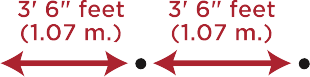 3' 6" feet 3' 6" feet
(1.07 m.) (1.07 m.)